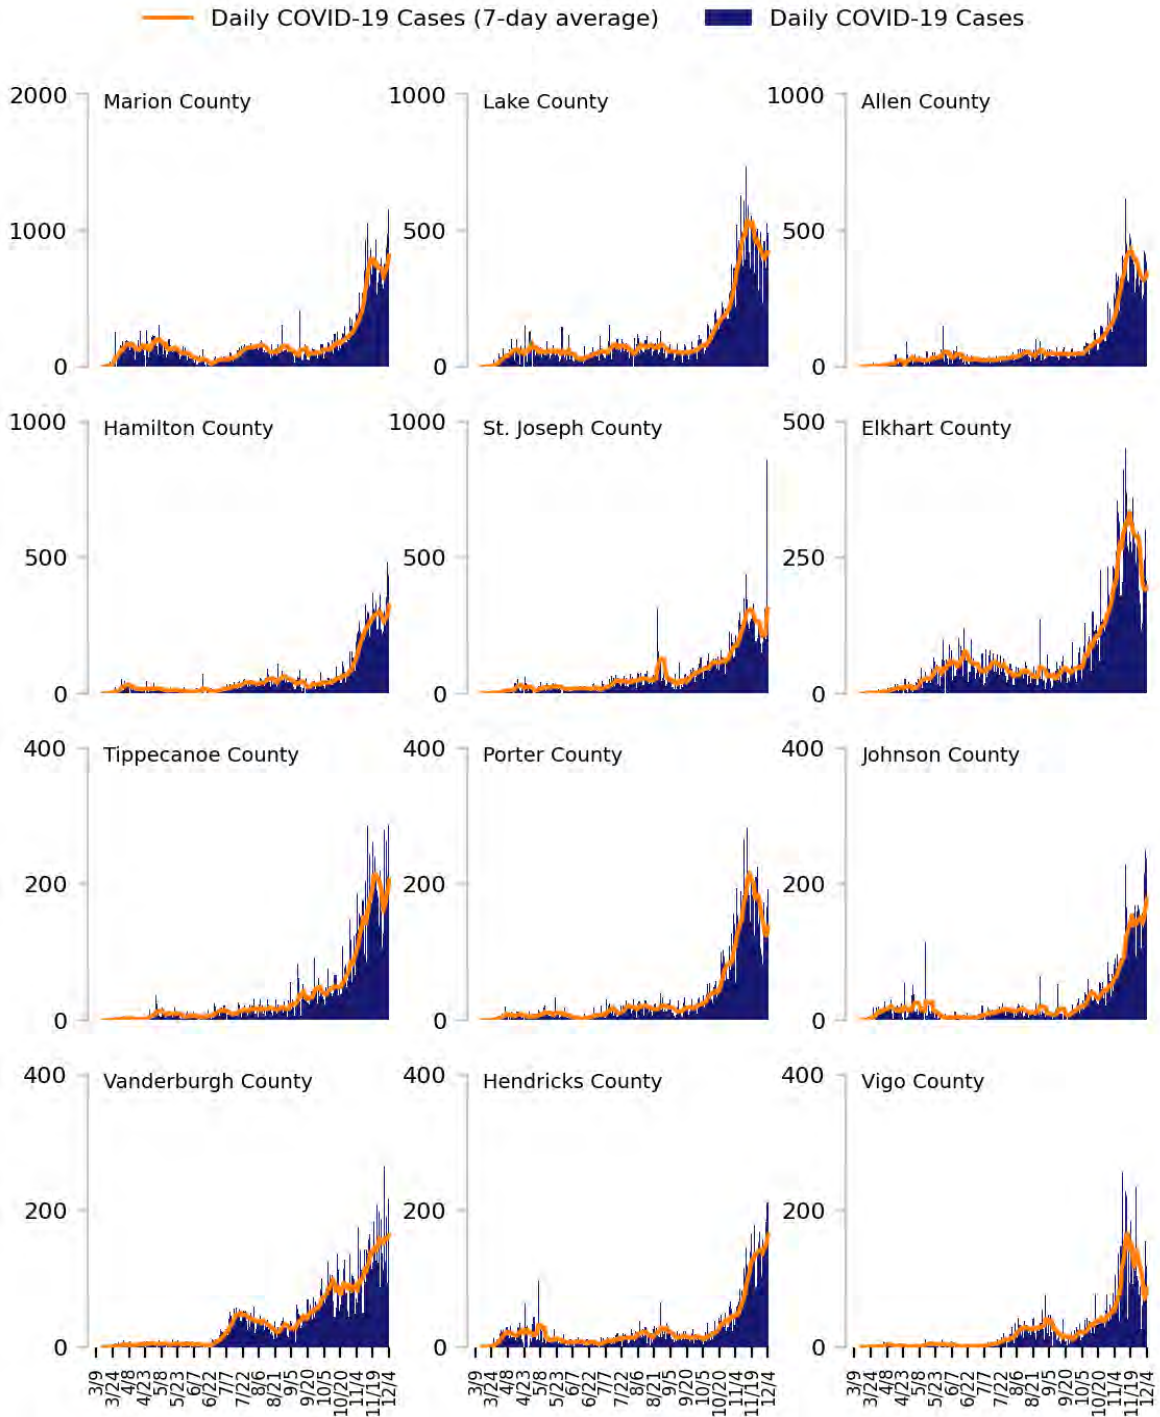 Daily COVID-19 Cases (7-day average) Daily COVID-19 Cases
2000 Marion County 1000 Lake County 1000 Allen County
1000 500 500
0 0 0
1000 Hamilton County 1000 St. Joseph County 500 Elkhart County
500 500 250
0 0 0
400 Tippecanoe County 400 Porter County 400 Johnson County
200 200 200
0 0 0
400 Vanderburgh County 400 Hendricks County 400 Vigo County
200 200 200
0 0 0
3/9 3/24 4/8 4/23 5/8 5/23 6/7 6/22 7/7 7/22 8/6 8/21 9/5 9/20 10/5 10/20 11/4 11/19 12/4 3/9 3/24 4/8 4/23 5/8 5/23 6/7 6/22 7/7 7/22 8/6 8/21 9/5 9/20 10/5 10/20 11/4 11/19 12/4 3/9 3/24 4/8 4/23 5/8 5/23 6/7 6/22 7/7 7/22 8/6 8/21 9/5 9/20 10/5 10/20 11/4 11/19 12/4